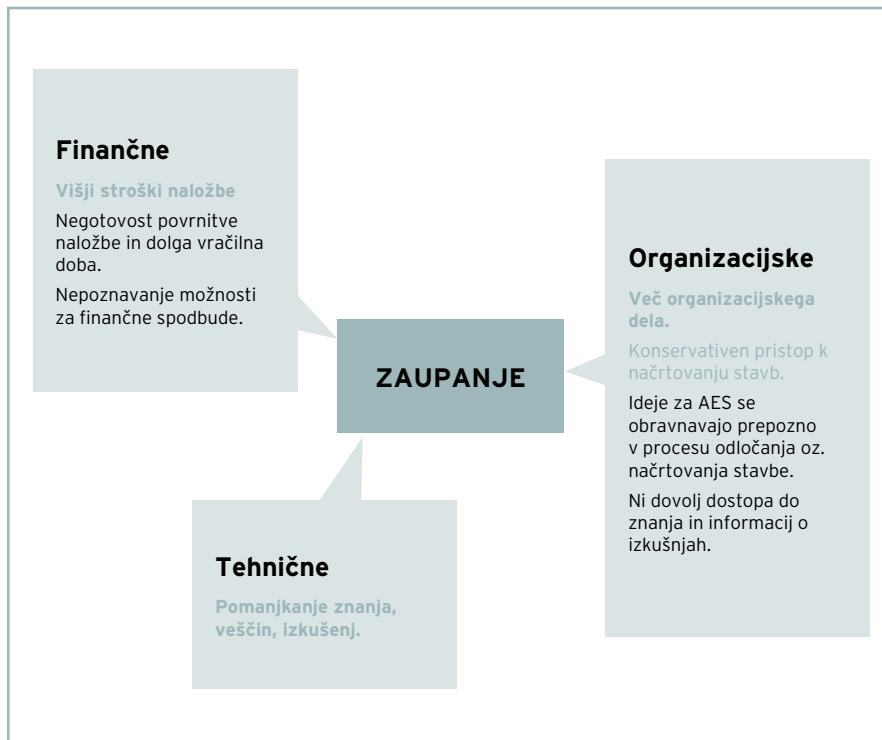 Finančne
Višji stroški naložbe
Negotovost povrnitve
naložbe in dolga vračilna
doba.
Nepoznavanje možnosti
za finančne spodbude.
ZAUPANJE
Organizacijske
Več organizacijskega
dela.
Konservativen pristop k
načrtovanju stavb.
Ideje za AES se
obravnavajo prepozno
v procesu odločanja oz.
načrtovanja stavbe.
Ni dovolj dostopa do
znanja in informacij o
izkušnjah.
Tehnične
Pomanjkanje znanja,
veščin, izkušenj.